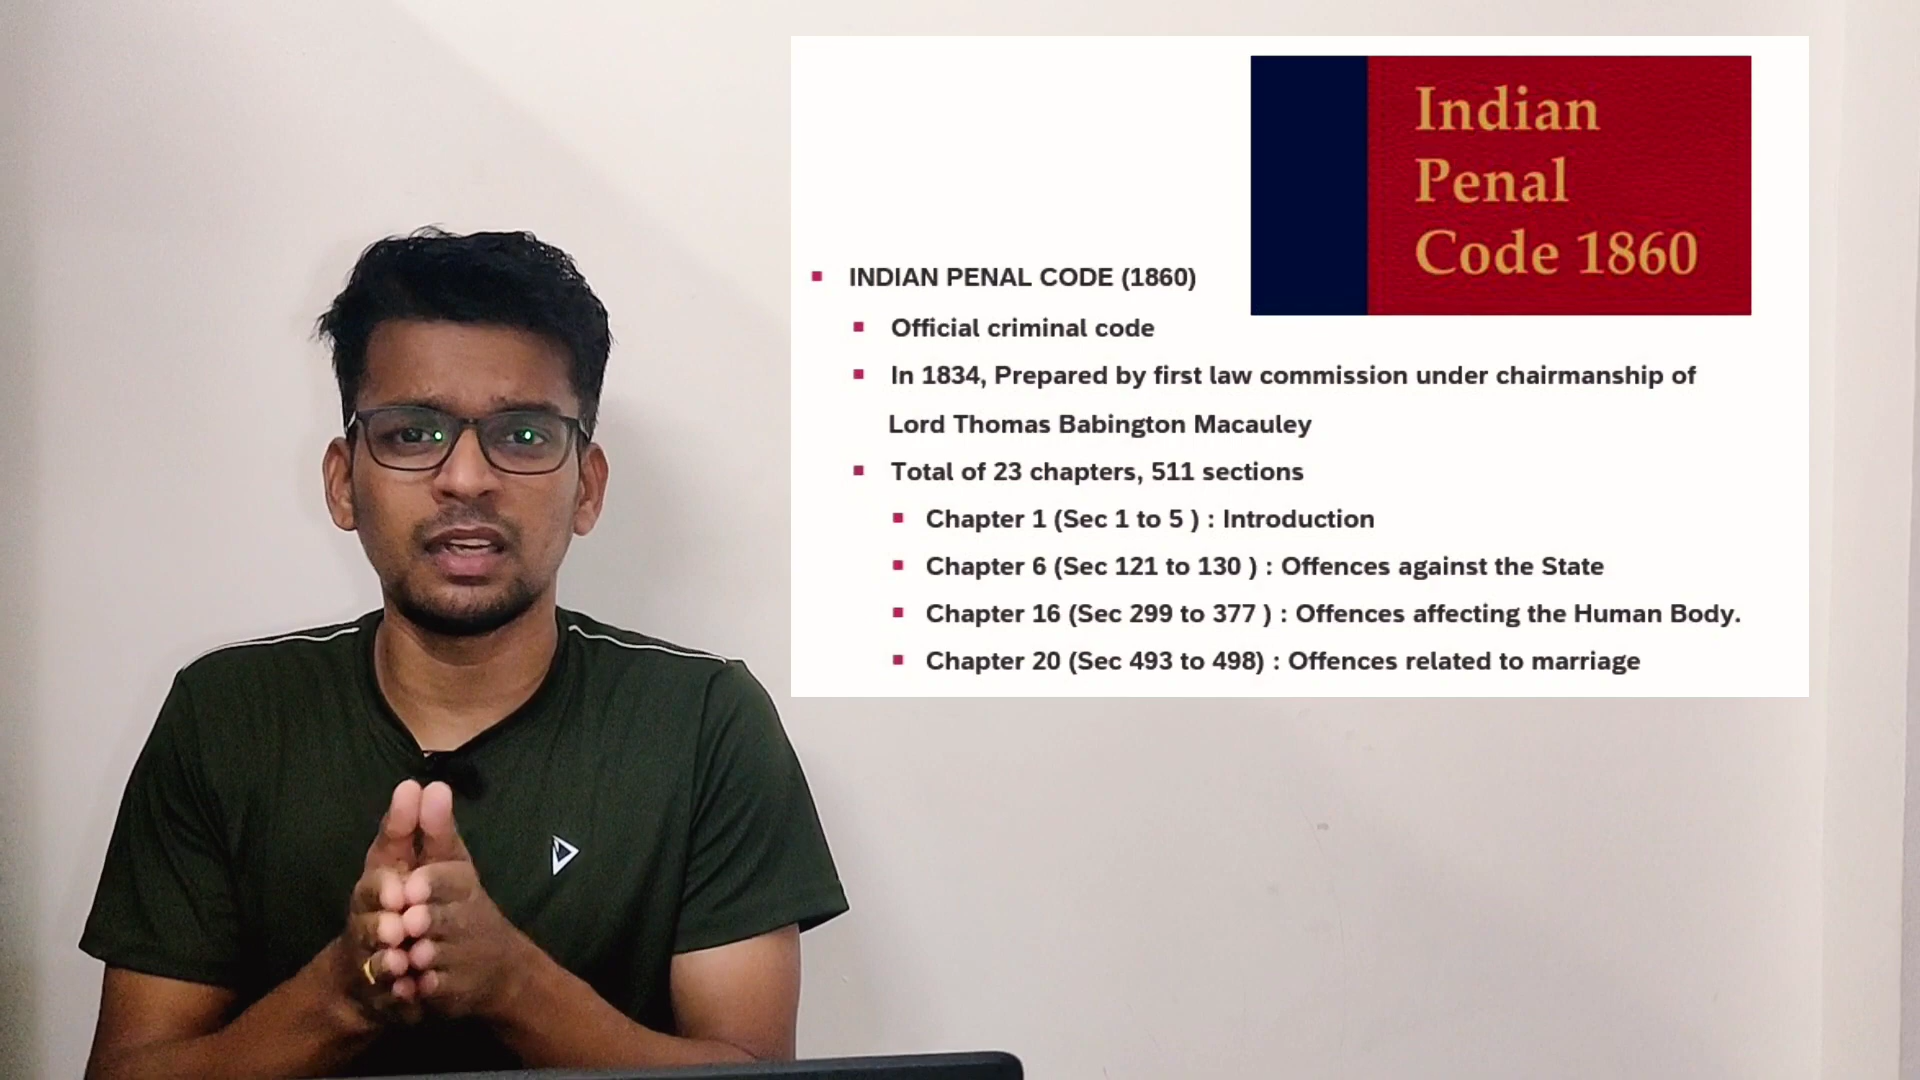 Indian
Penal
Code 1860
INDIAN PENAL CODE (1860)
Official criminal code
In 1834, Prepared by first law commission under chairmanship of
Lord Thomas Babington Macauley
Total of 23 chapters, 511 sections
Chapter 1 (Sec 1 to 5 ) : Introduction
Chapter 6 (Sec 121 to 130 ) : Offences against the State
Chapter 16 (Sec 299 to 377 ) : Offences affecting the Human Body.
Chapter 20 (Sec 493 to 498) : Offences related to marriage